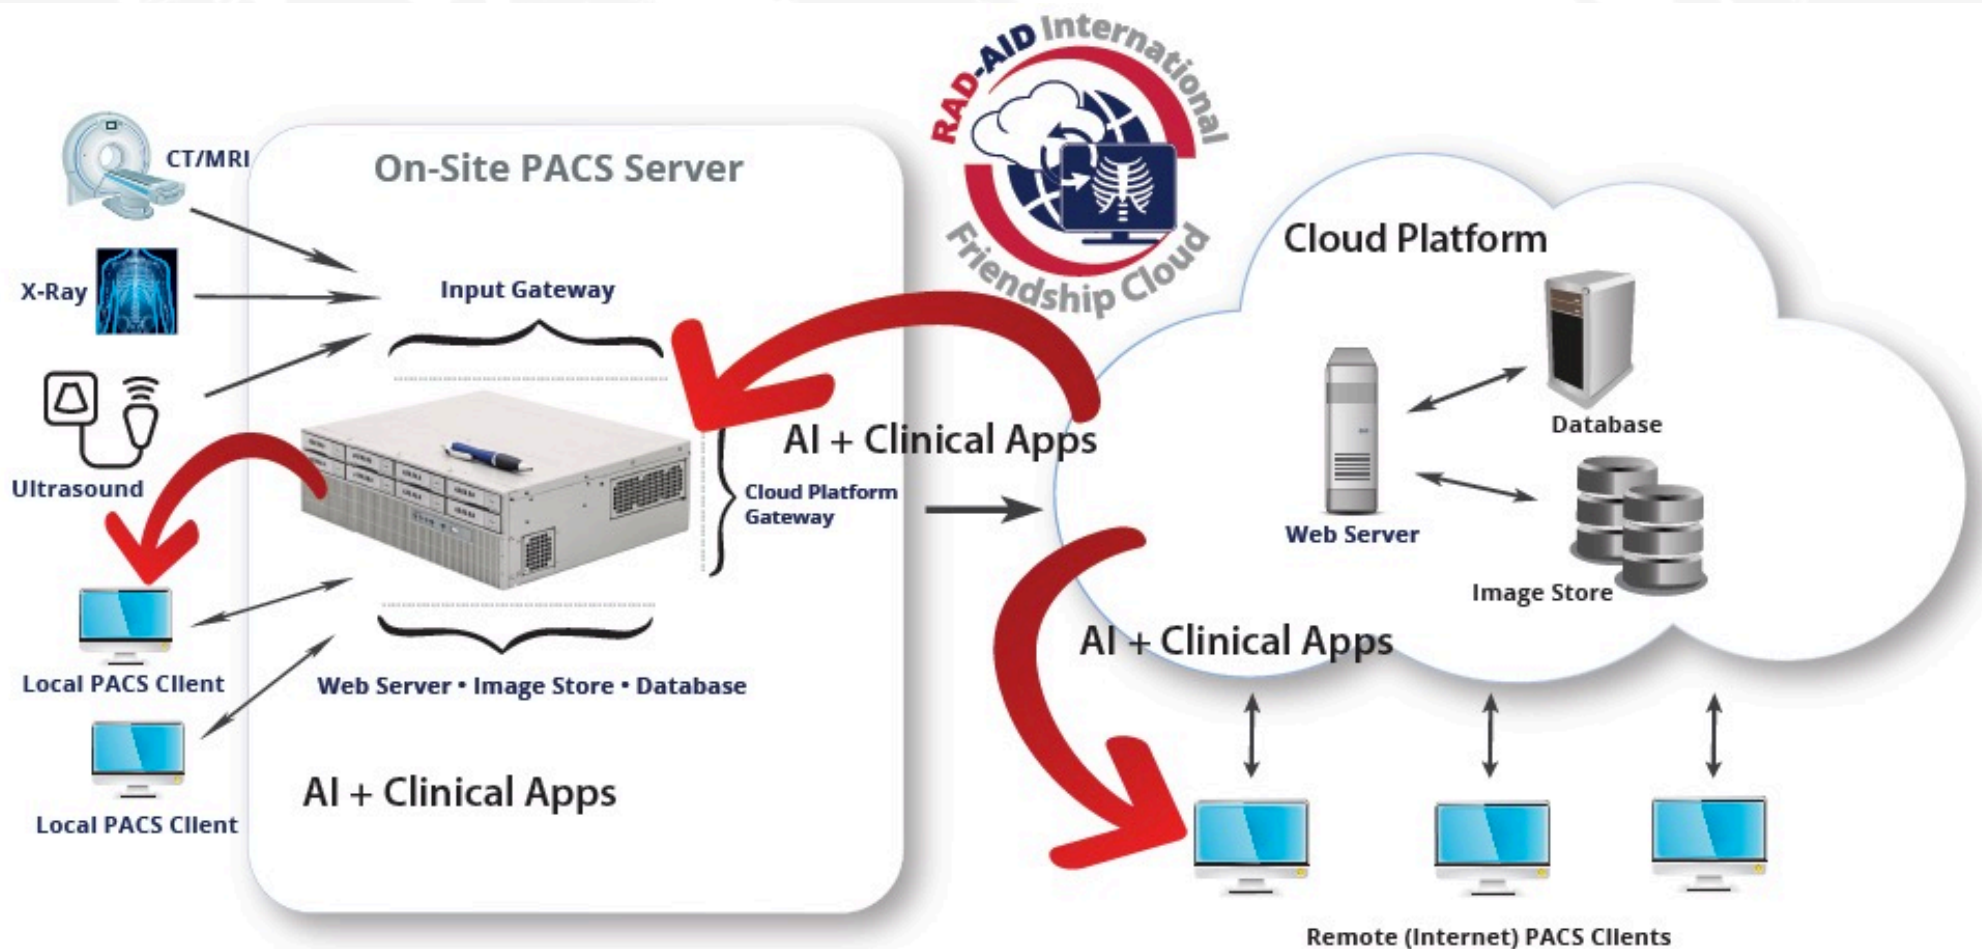 RAD-AID International
Friendship Cloud
CT/MRI
On-Site PACS Server
Cloud Platform
X-Ray
Input Gateway
Database
AI + Clinical Apps
Ultrasound
Cloud Platform
Gateway
Web Server
Image Store
AI + Clinical Apps
Local PACS Client
Web Server • Image Store • Database
AI + Clinical Apps
Local PACS Client
Remote (Internet) PACS Clients